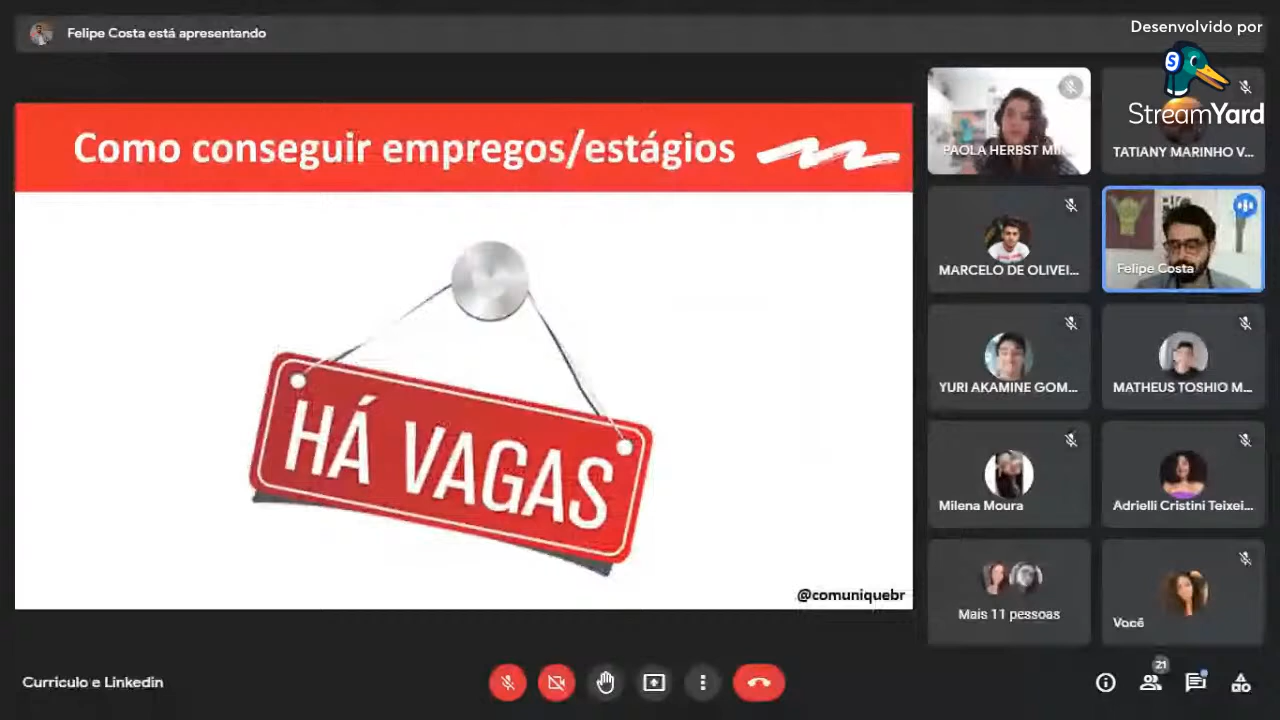 Felipe Costa está apresentando
Desenvolvido por
StreamYard
Como conseguir empregos/estágios
HÁ VAGAS
@comuniquebr
PAOLA HERBST MI
TATIANY MARINHO V...
MARCELO DE OLIVEI...
Felipe Costa
YURI AKAMINE GOM...
MATHEUS TOSHIO M...
Milena Moura
Adrielli Cristini Teixei...
Mais 11 pessoas
Você
Curriculo e Linkedin
21